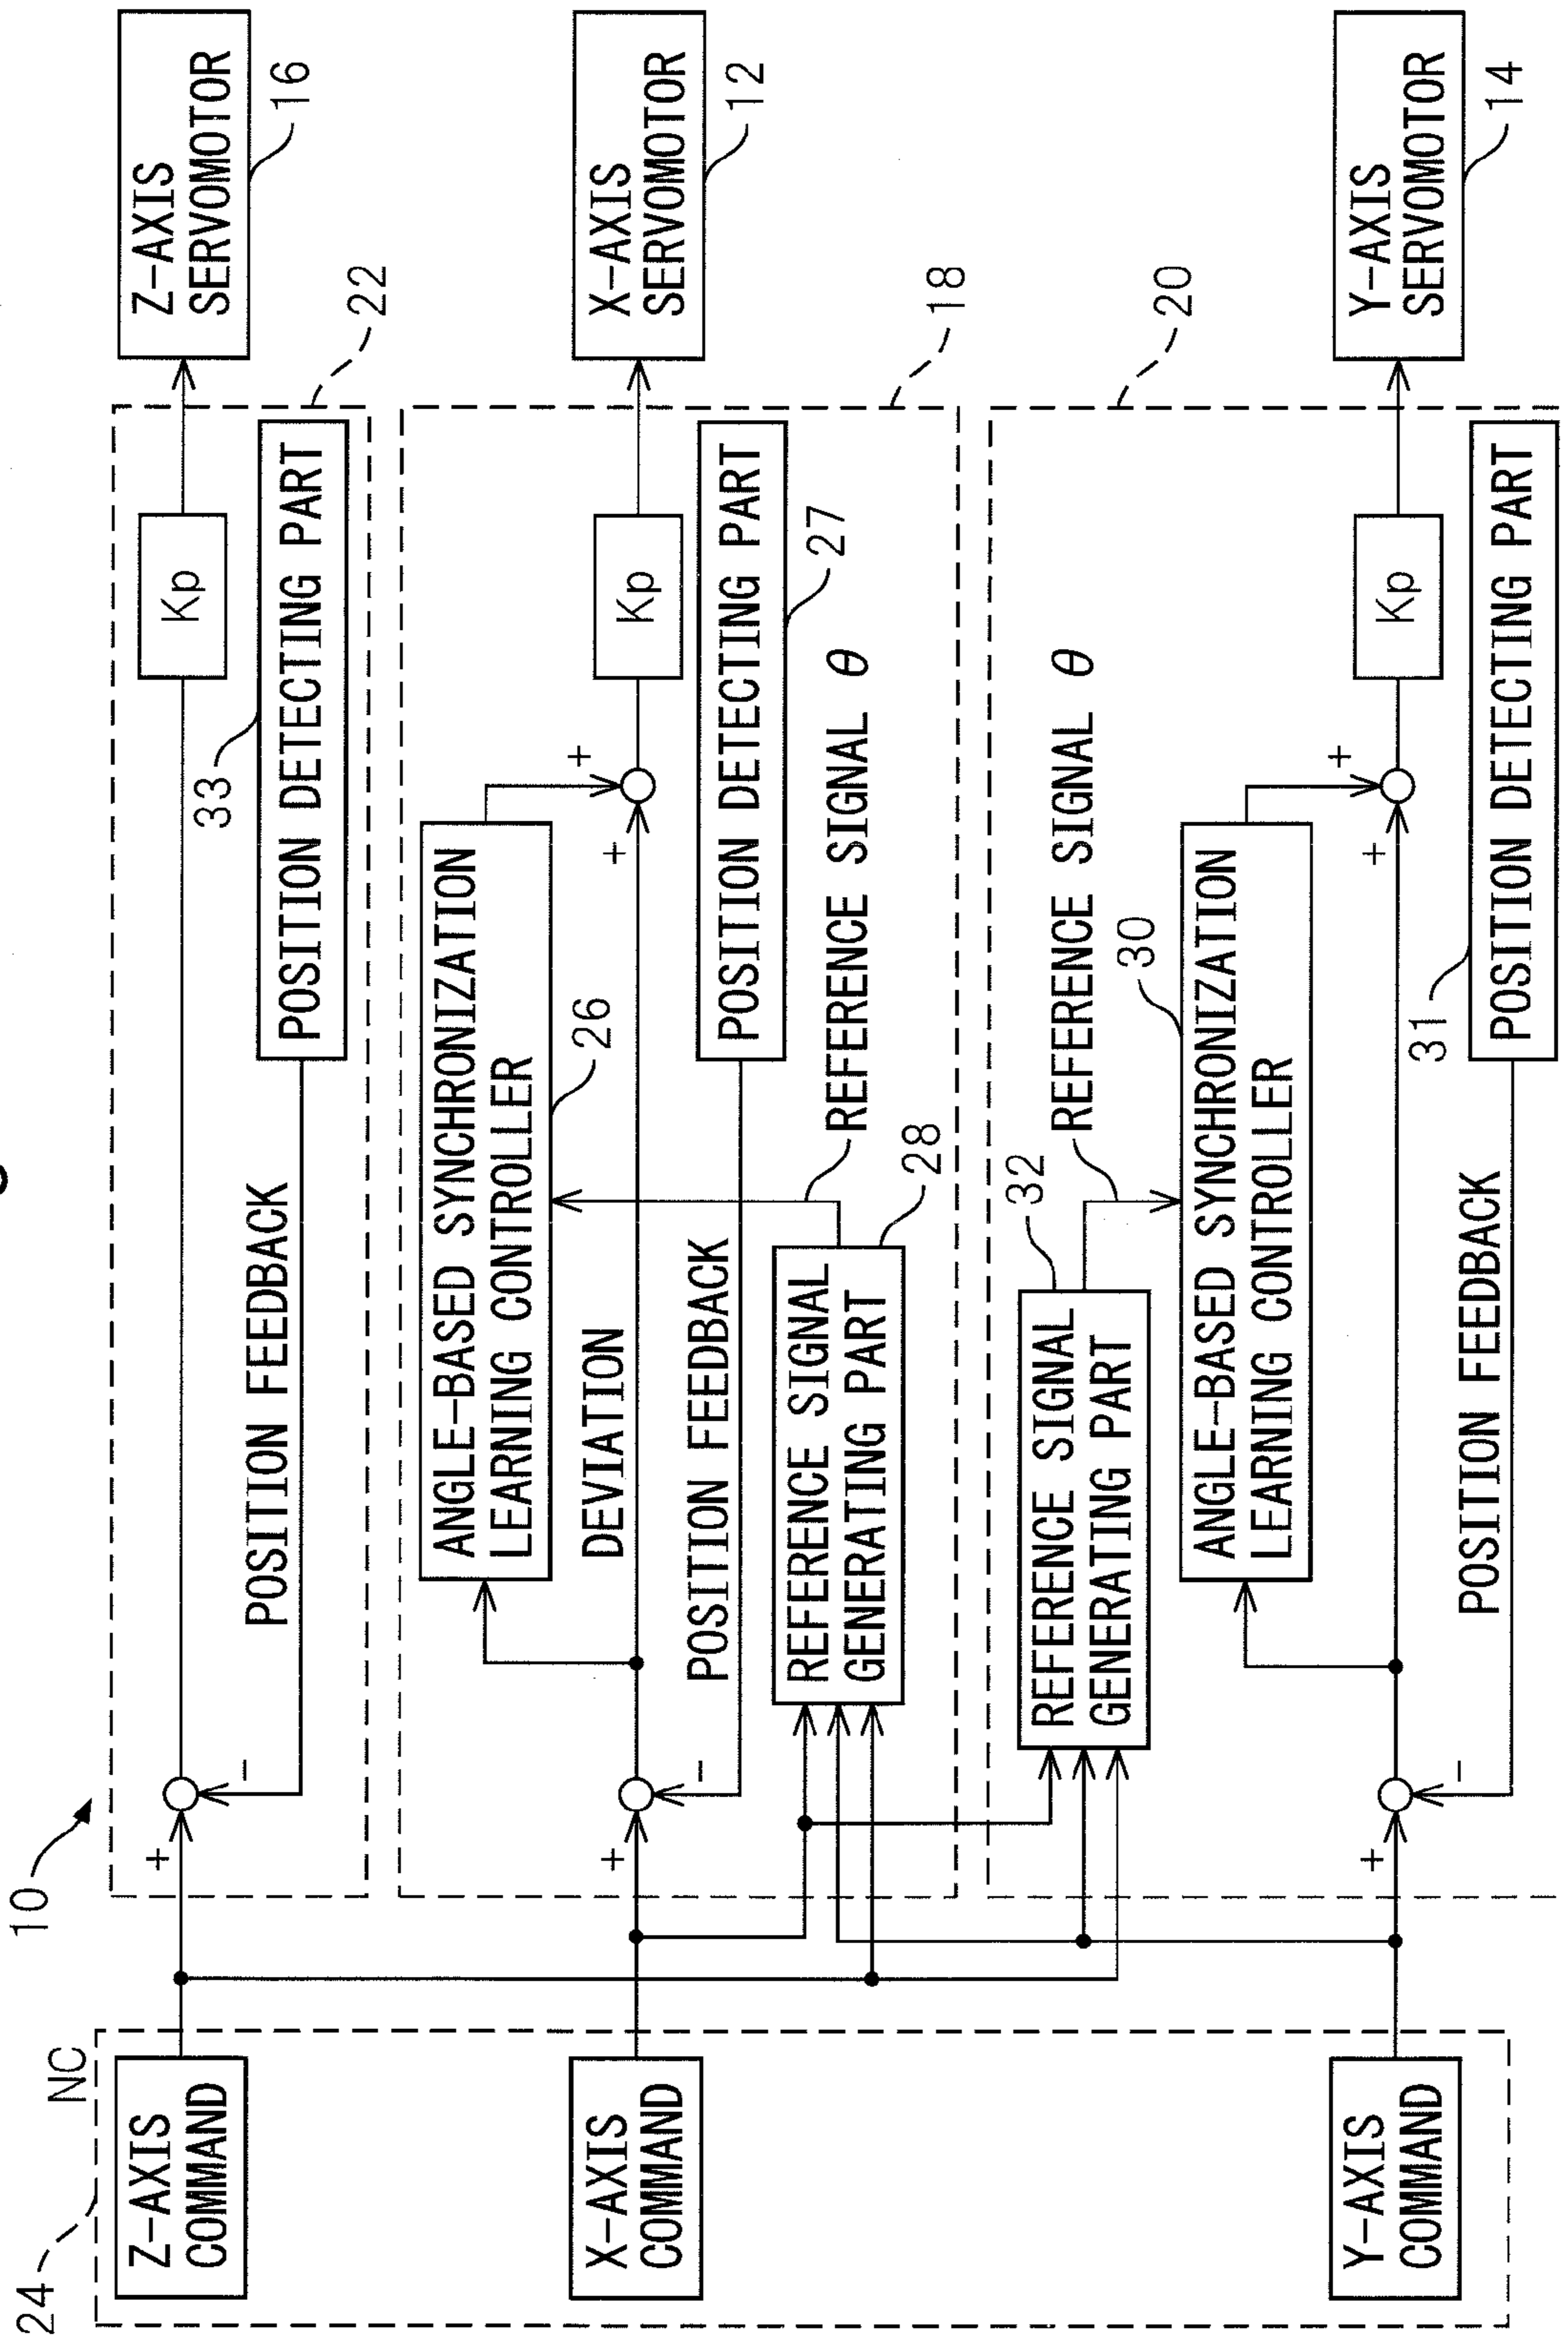 10
24
NC
Z-AXIS
COMMAND
+
-
POSITION FEEDBACK
33
POSITION DETECTING PART
Kp
22
Z-AXIS
SERVOMOTOR
16
X-AXIS
COMMAND
+
-
ANGLE-BASED SYNCHRONIZATION
LEARNING CONTROLLER
26
DEVIATION
+
+
Kp
POSITION FEEDBACK
POSITION DETECTING PART
27
REFERENCE SIGNAL
GENERATING PART
28
REFERENCE SIGNAL θ
18
X-AXIS
SERVOMOTOR
12
REFERENCE SIGNAL
GENERATING PART
32
REFERENCE SIGNAL θ
20
30
ANGLE-BASED SYNCHRONIZATION
LEARNING CONTROLLER
Y-AXIS
COMMAND
+
-
+
+
Kp
POSITION FEEDBACK
31
POSITION DETECTING PART
Y-AXIS
SERVOMOTOR
14